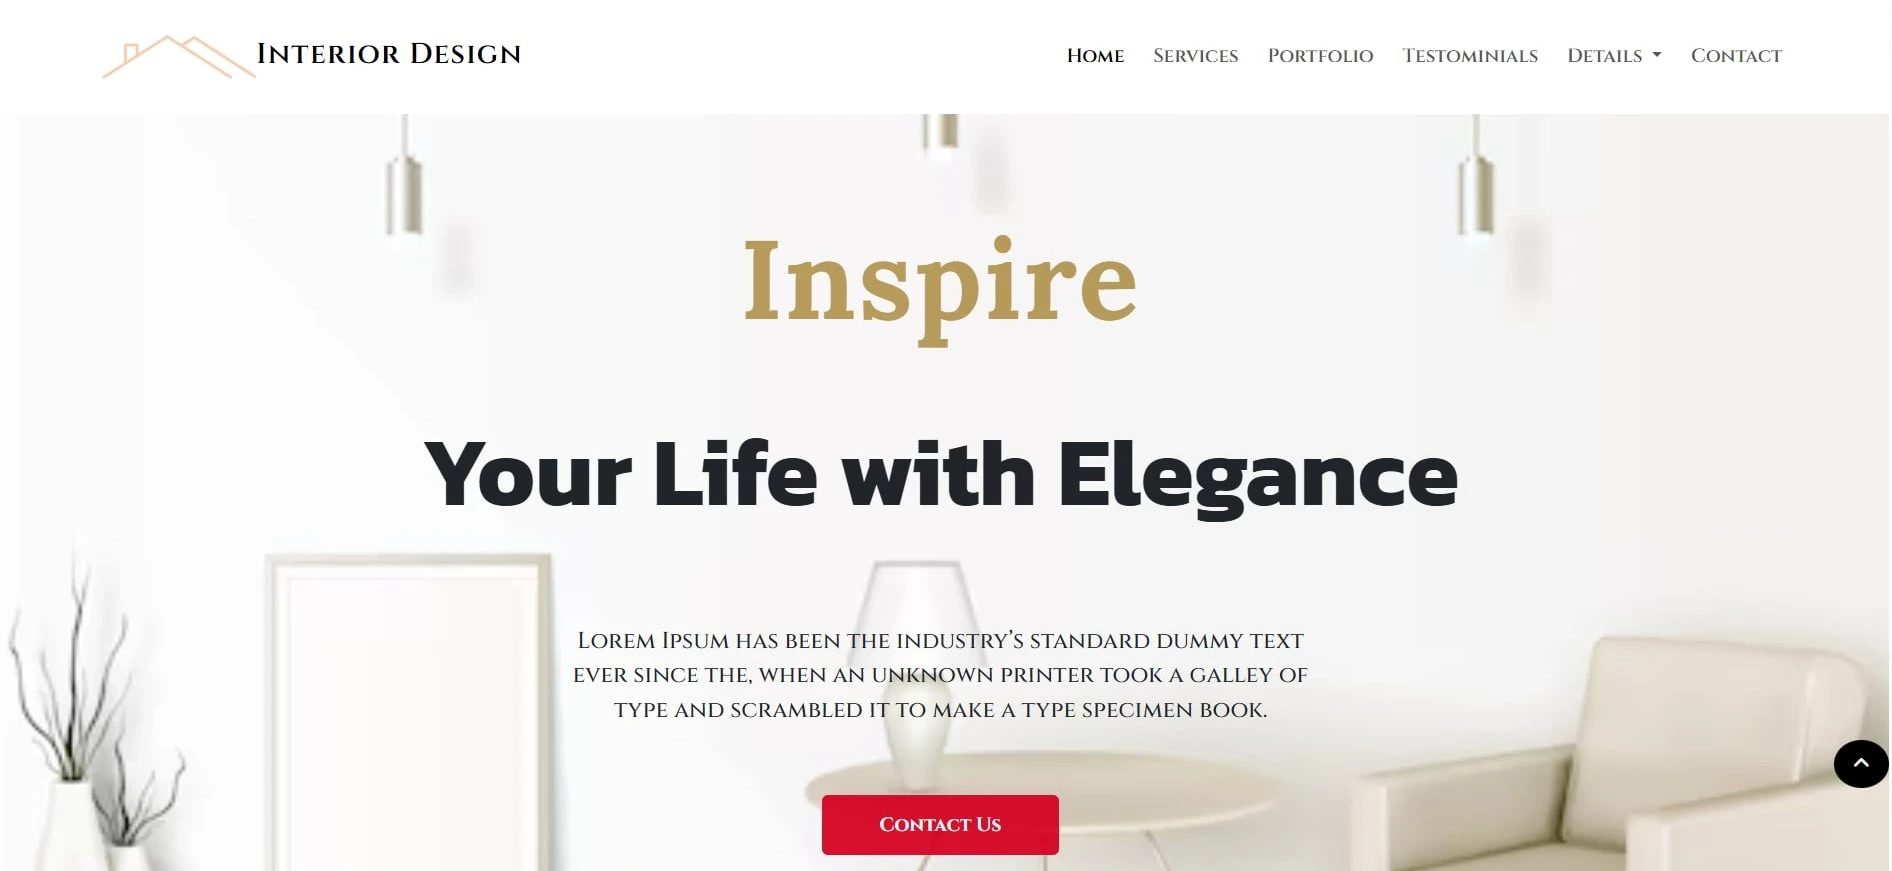 Interior Design
Home Services Portfolio Testominials Details Contact
Inspire
Your Life with Elegance
Lorem Ipsum has been the industry’s standard dummy text
ever since the, when an unknown printer took a galley of
type and scrambled it to make a type specimen book.
Contact Us